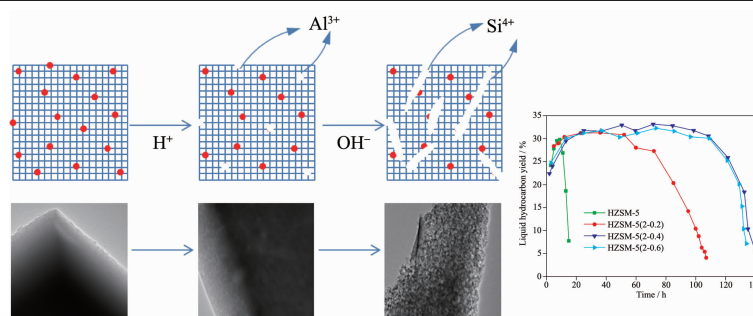 Al³⁺
Si⁴⁺
H⁺
OH⁻
Liquid hydrocarbon yield / %
35
30
25
20
15
10
5
0
HZSM-5
HZSM-5(2-0.2)
HZSM-5(2-0.4)
HZSM-5(2-0.6)
0 20 40 60 80 100 120
Time / h